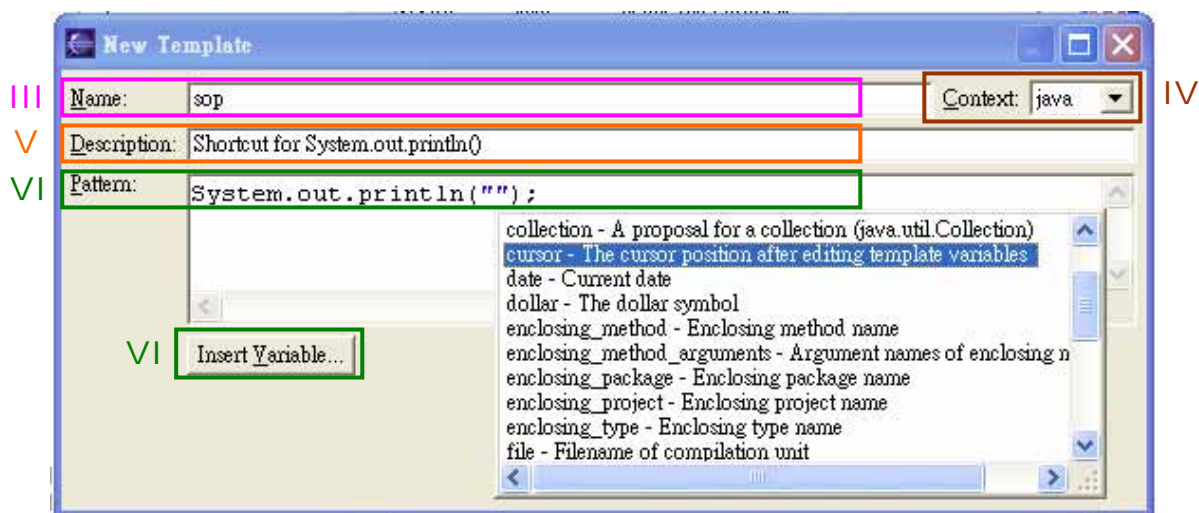 New Template
III Name: sop Context: java IV
V Description: Shortcut for System.out.println()
VI Pattern: System.out.println("");
collection - A proposal for a collection (java.util.Collection)
cursor - The cursor position after editing template variables
date - Current date
dollar - The dollar symbol
enclosing_method - Enclosing method name
VI Insert Variable... enclosing_method_arguments - Argument names of enclosing
enclosing_package - Enclosing package name
enclosing_project - Enclosing project name
enclosing_type - Enclosing type name
file - Filename of compilation unit